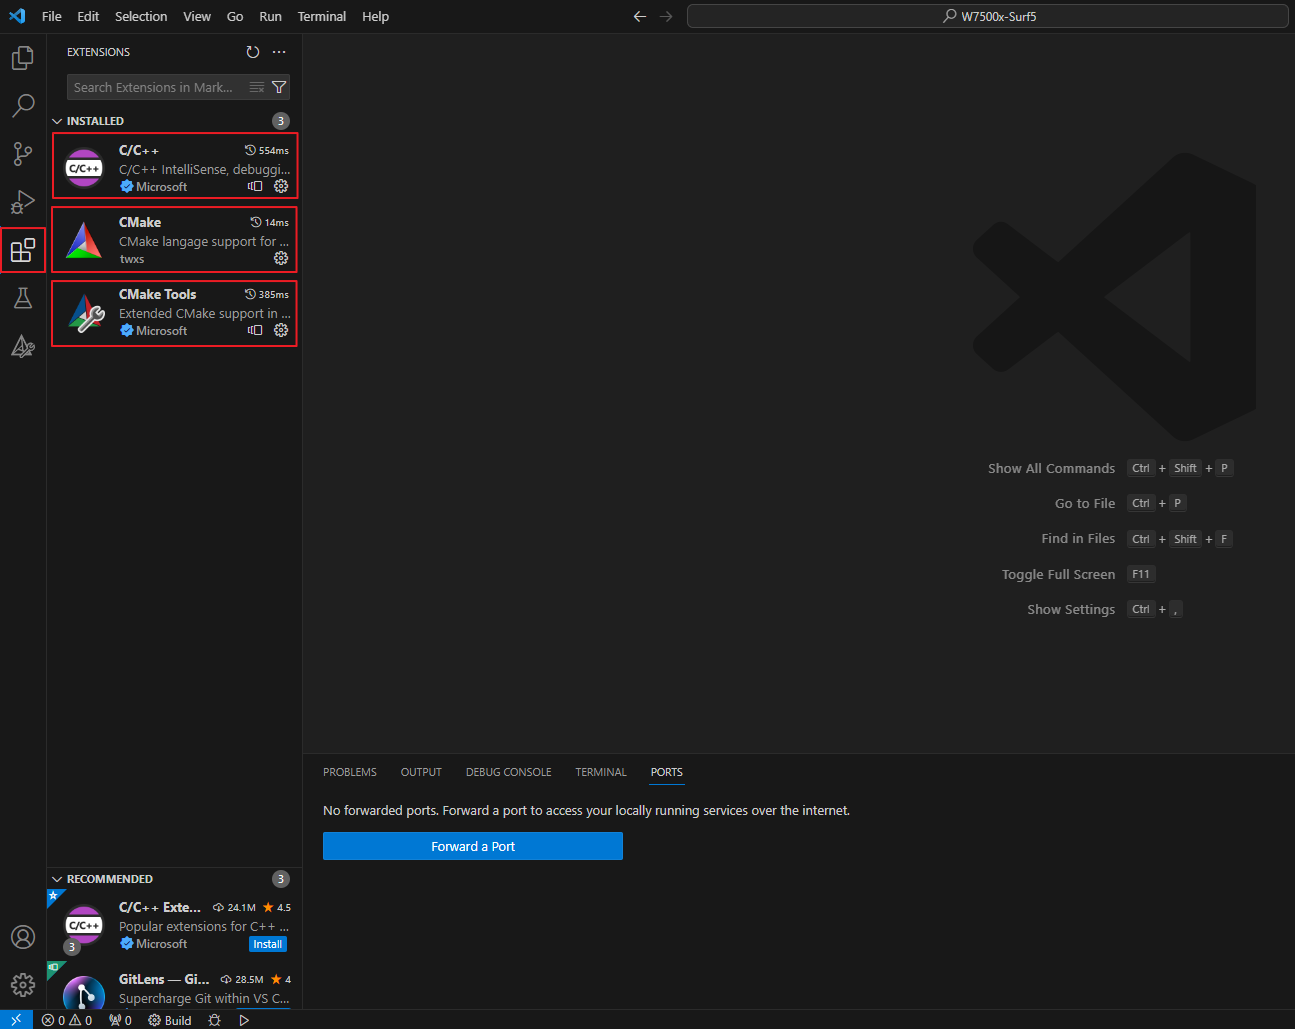 File Edit Selection View Go Run Terminal Help
W7500x-Surf5
EXTENSIONS
Search Extensions in Mark...
INSTALLED 3
C/C++ 554ms
C/C++ IntelliSense, debuggi...
Microsoft
CMake 14ms
CMake langage support for ...
twxs
CMake Tools 385ms
Extended CMake support in ...
Microsoft
Show All Commands Ctrl + Shift + P
Go to File Ctrl + P
Find in Files Ctrl + Shift + F
Toggle Full Screen F11
Show Settings Ctrl + ,
PROBLEMS OUTPUT DEBUG CONSOLE TERMINAL PORTS
No forwarded ports. Forward a port to access your locally running services over the internet.
Forward a Port
RECOMMENDED 3
C/C++ Exte... 24.1M 4.5
Popular extensions for C++ ...
Microsoft Install
C/C++
3
GitLens — Gi... 28.5M 4
Supercharge Git within VS C...
0 0 0 Build